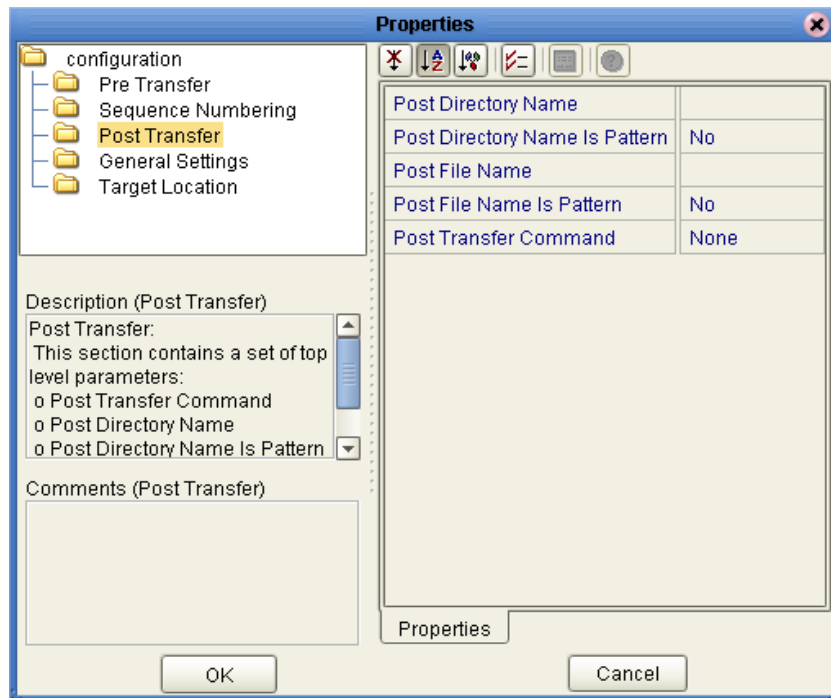 Properties
configuration
Pre Transfer
Sequence Numbering
Post Transfer
General Settings
Target Location
Description (Post Transfer)
Post Transfer:
This section contains a set of top
level parameters:
o Post Transfer Command
o Post Directory Name
o Post Directory Name Is Pattern
Comments (Post Transfer)
Post Directory Name
Post Directory Name Is Pattern No
Post File Name
Post File Name Is Pattern No
Post Transfer Command None
Properties
OK
Cancel